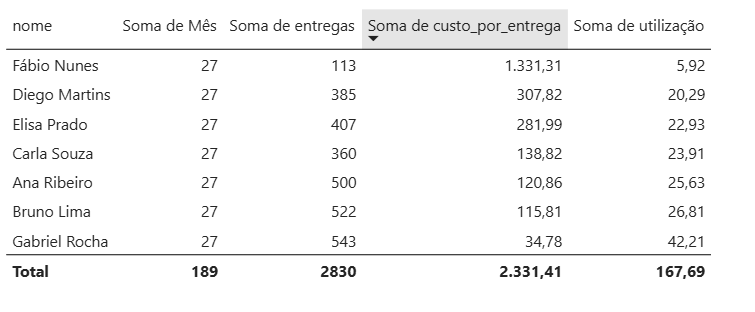 nome Soma de Mês Soma de entregas Soma de custo_por_entrega Soma de utilização
Fábio Nunes 27 113 1.331,31 5,92
Diego Martins 27 385 307,82 20,29
Elisa Prado 27 407 281,99 22,93
Carla Souza 27 360 138,82 23,91
Ana Ribeiro 27 500 120,86 25,63
Bruno Lima 27 522 115,81 26,81
Gabriel Rocha 27 543 34,78 42,21
Total 189 2830 2.331,41 167,69